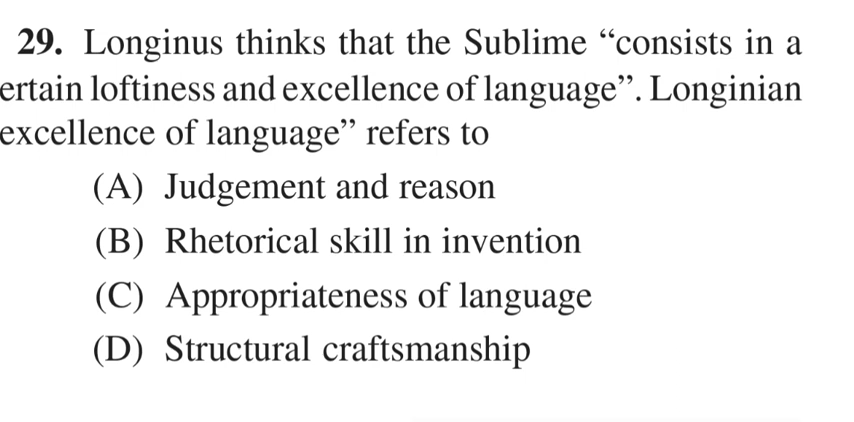 29. Longinus thinks that the Sublime “consists in a
ertain loftiness and excellence of language”. Longinian
excellence of language” refers to
(A) Judgement and reason
(B) Rhetorical skill in invention
(C) Appropriateness of language
(D) Structural craftsmanship